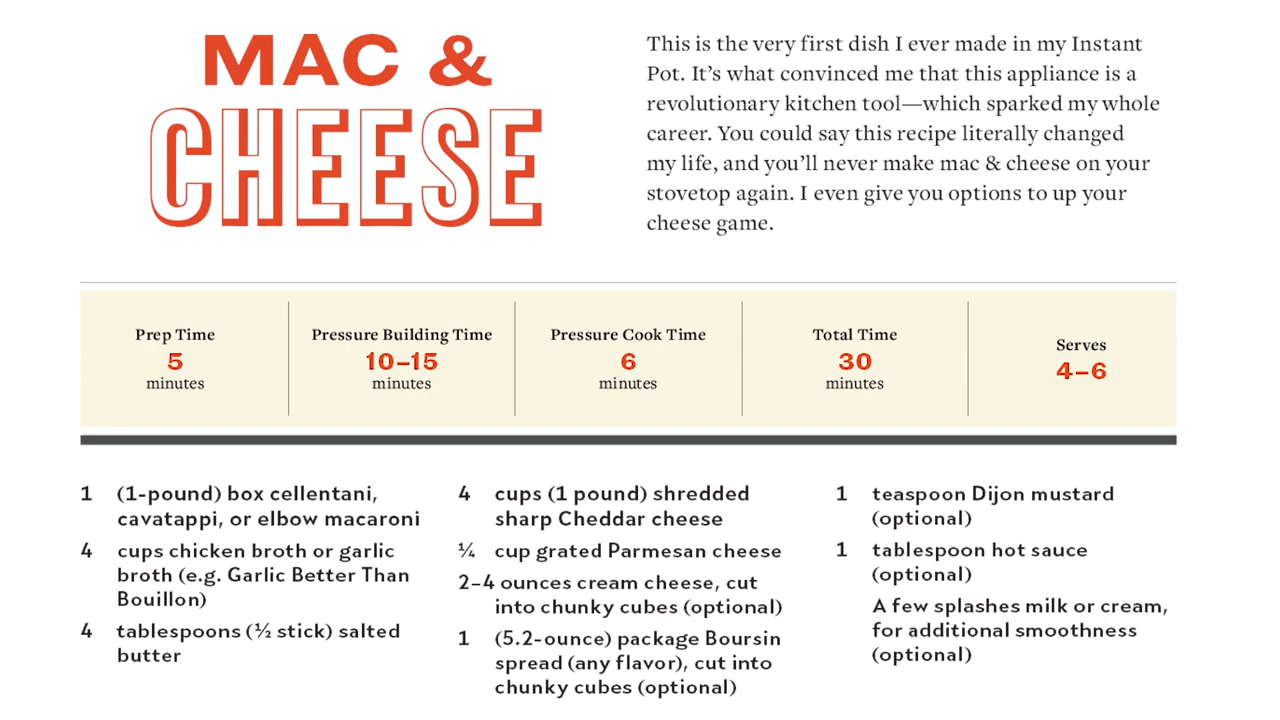 MAC &
CHEESE
This is the very first dish I ever made in my Instant
Pot. It’s what convinced me that this appliance is a
revolutionary kitchen tool—which sparked my whole
career. You could say this recipe literally changed
my life, and you’ll never make mac & cheese on your
stovetop again. I even give you options to up your
cheese game.
Prep Time
5
minutes
Pressure Building Time
10–15
minutes
Pressure Cook Time
6
minutes
Total Time
30
minutes
Serves
4–6
1 (1-pound) box cellentani,
cavatappi, or elbow macaroni
4 cups chicken broth or garlic
broth (e.g. Garlic Better Than
Bouillon)
4 tablespoons (½ stick) salted
butter
4 cups (1 pound) shredded
sharp Cheddar cheese
¼ cup grated Parmesan cheese
2–4 ounces cream cheese, cut
into chunky cubes (optional)
1 (5.2-ounce) package Boursin
spread (any flavor), cut into
chunky cubes (optional)
1 teaspoon Dijon mustard
(optional)
1 tablespoon hot sauce
(optional)
A few splashes milk or cream,
for additional smoothness
(optional)